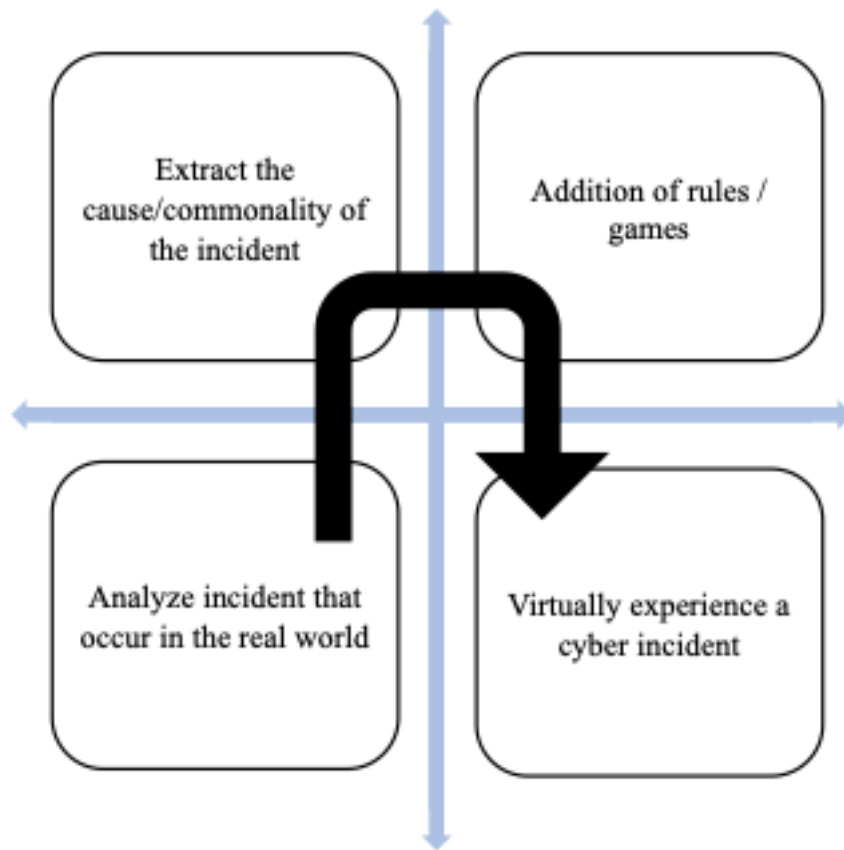 Extract the
cause/commonality of
the incident
Addition of rules /
games
Analyze incident that
occur in the real world
Virtually experience a
cyber incident